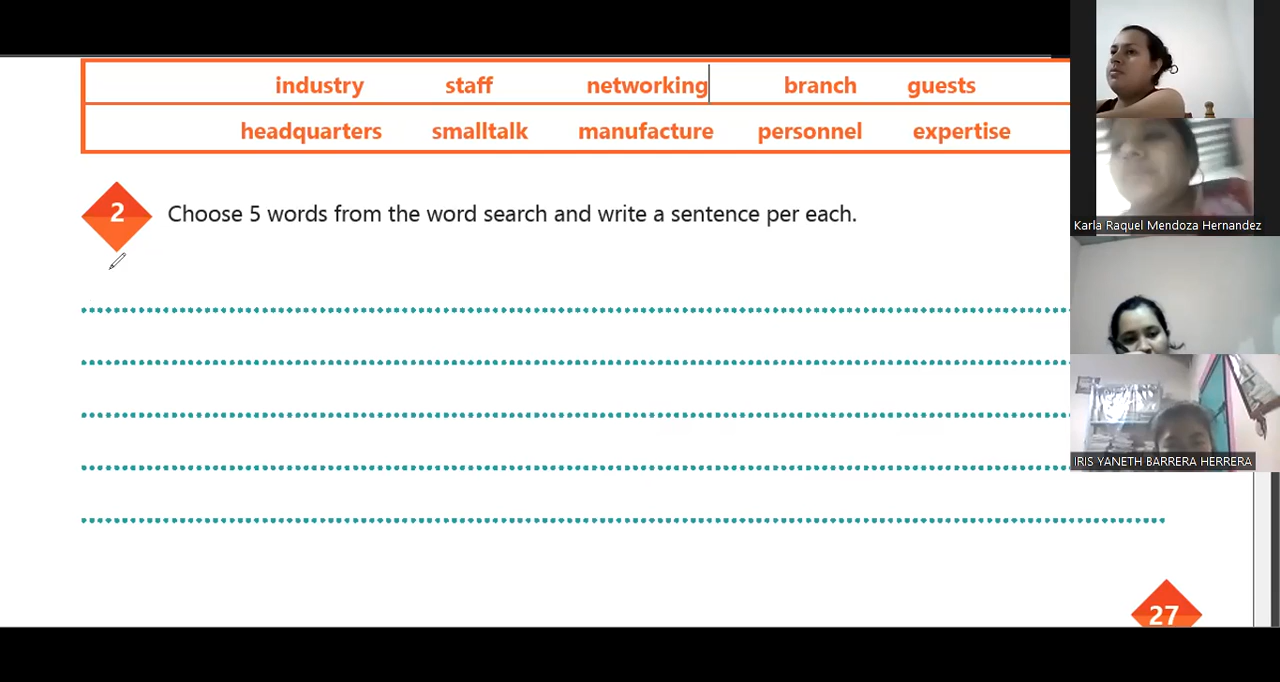 industry staff networking branch guests
headquarters smalltalk manufacture personnel expertise
2 Choose 5 words from the word search and write a sentence per each.
Karla Raquel Mendoza Hernandez
IRIS YANETH BARRERA HERRERA
27